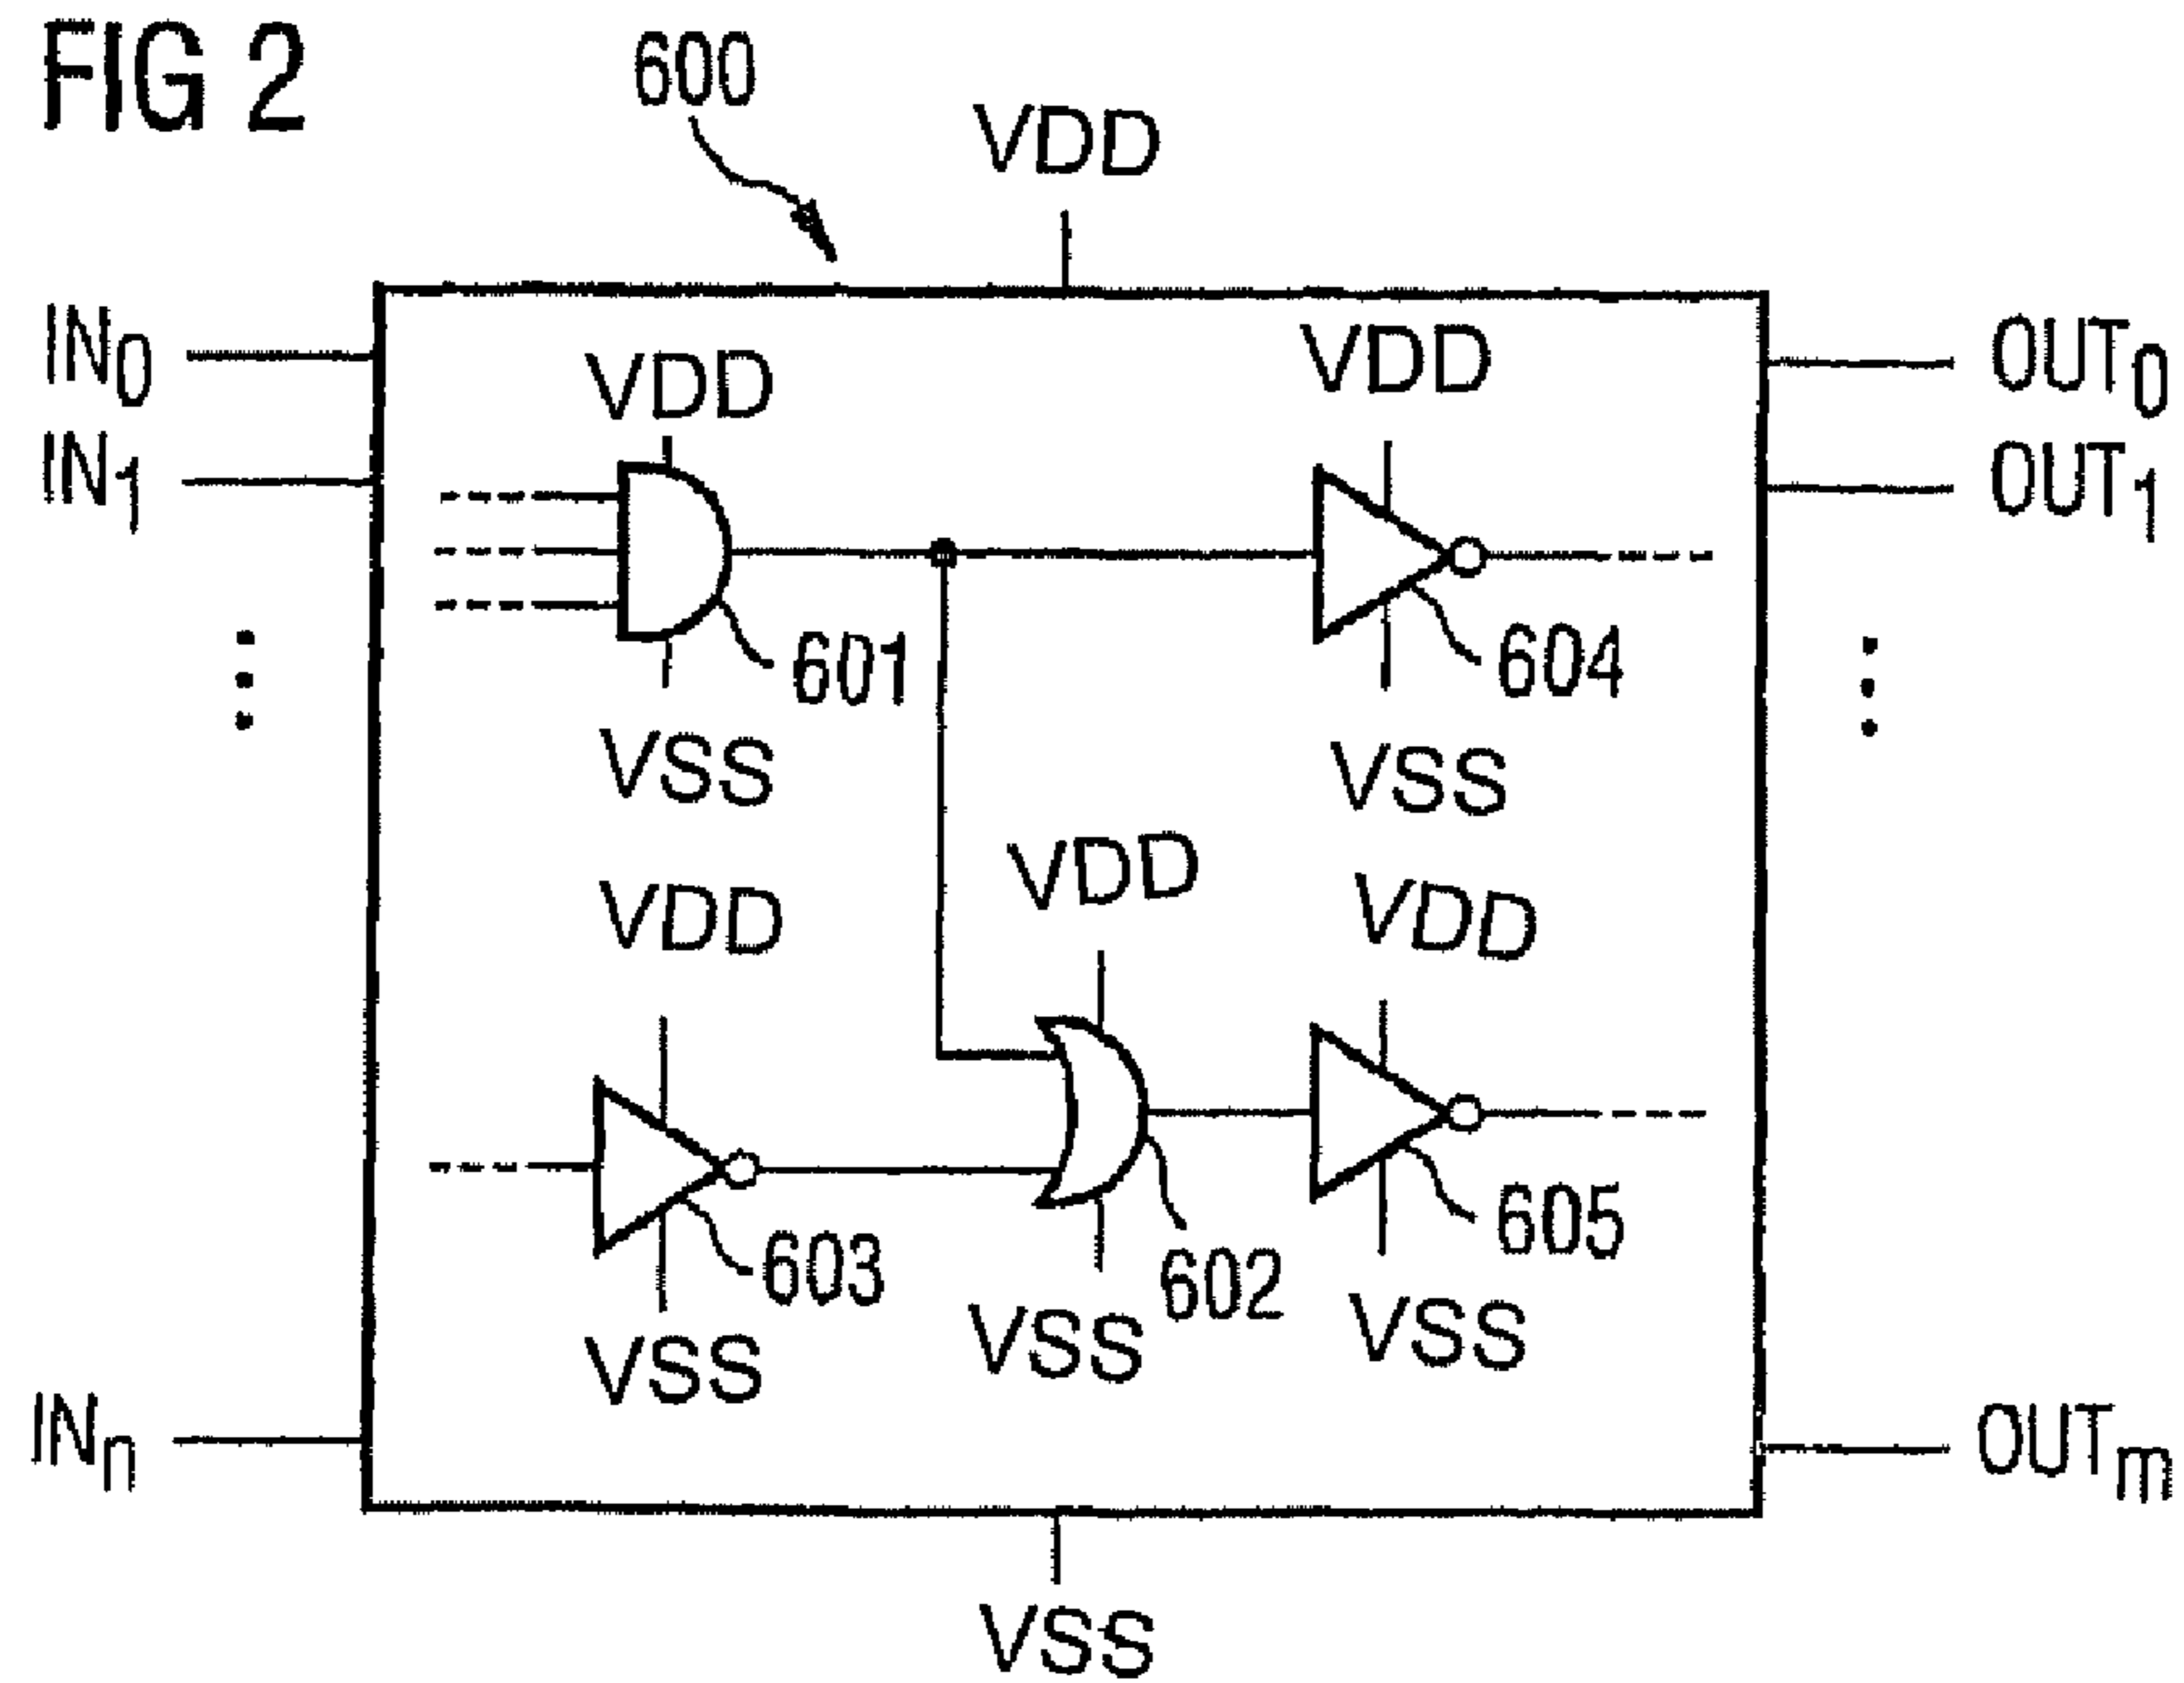 FIG 2
600
VDD
IN0
VDD
VDD
OUT0
IN1
OUT1
601
604
VSS
VSS
VDD
VDD
VDD
603
602
605
VSS
VSS
VSS
INn
OUTm
VSS